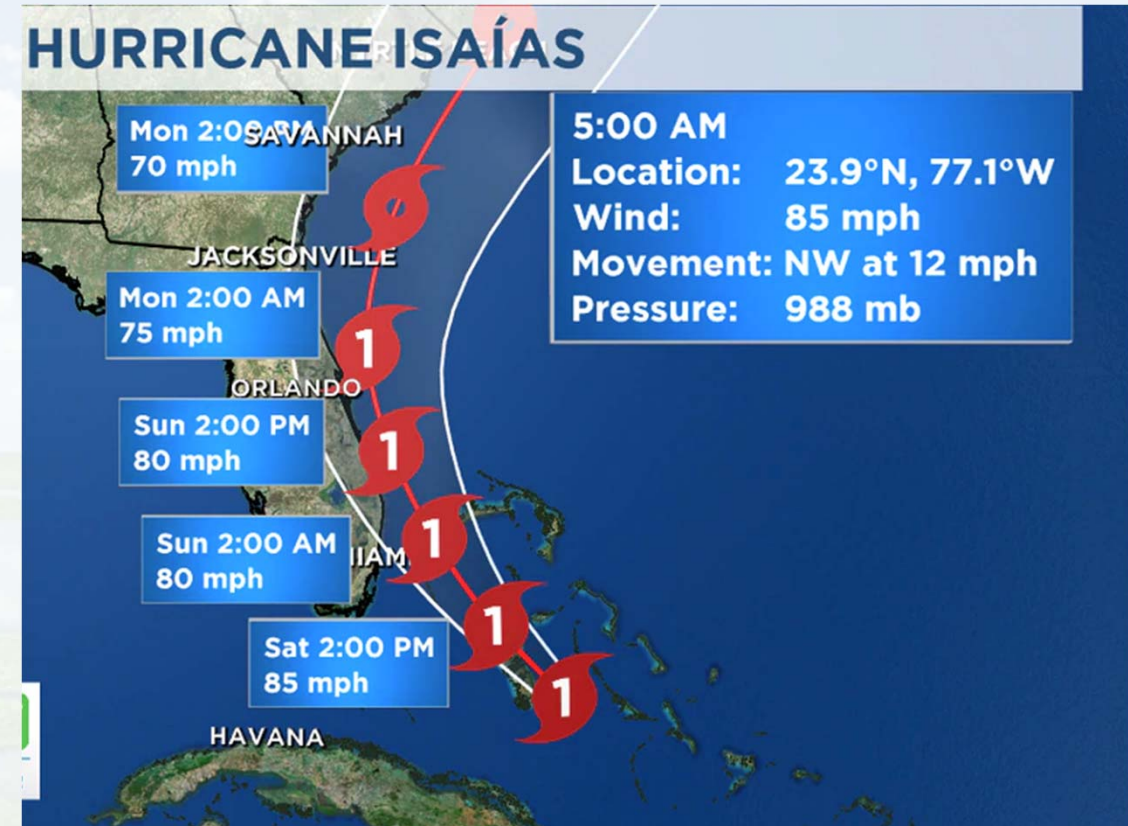 HURRICANE ISAÍAS
5:00 AM
Location: 23.9°N, 77.1°W
Wind: 85 mph
Movement: NW at 12 mph
Pressure: 988 mb
Mon 2:00 PM
70 mph
SAVANNAH
JACKSONVILLE
Mon 2:00 AM
75 mph
1
ORLANDO
Sun 2:00 PM
80 mph
1
Sun 2:00 AM
80 mph
1
Sat 2:00 PM
85 mph
1
1
HAVANA